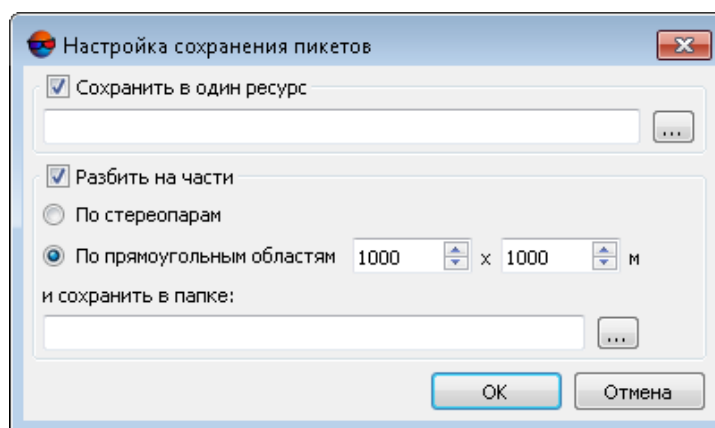 Настройка сохранения пикетов
Сохранить в один ресурс
...
Разбить на части
По стереопарам
По прямоугольным областям 1000 x 1000 м
и сохранить в папке:
...
OK Отмена